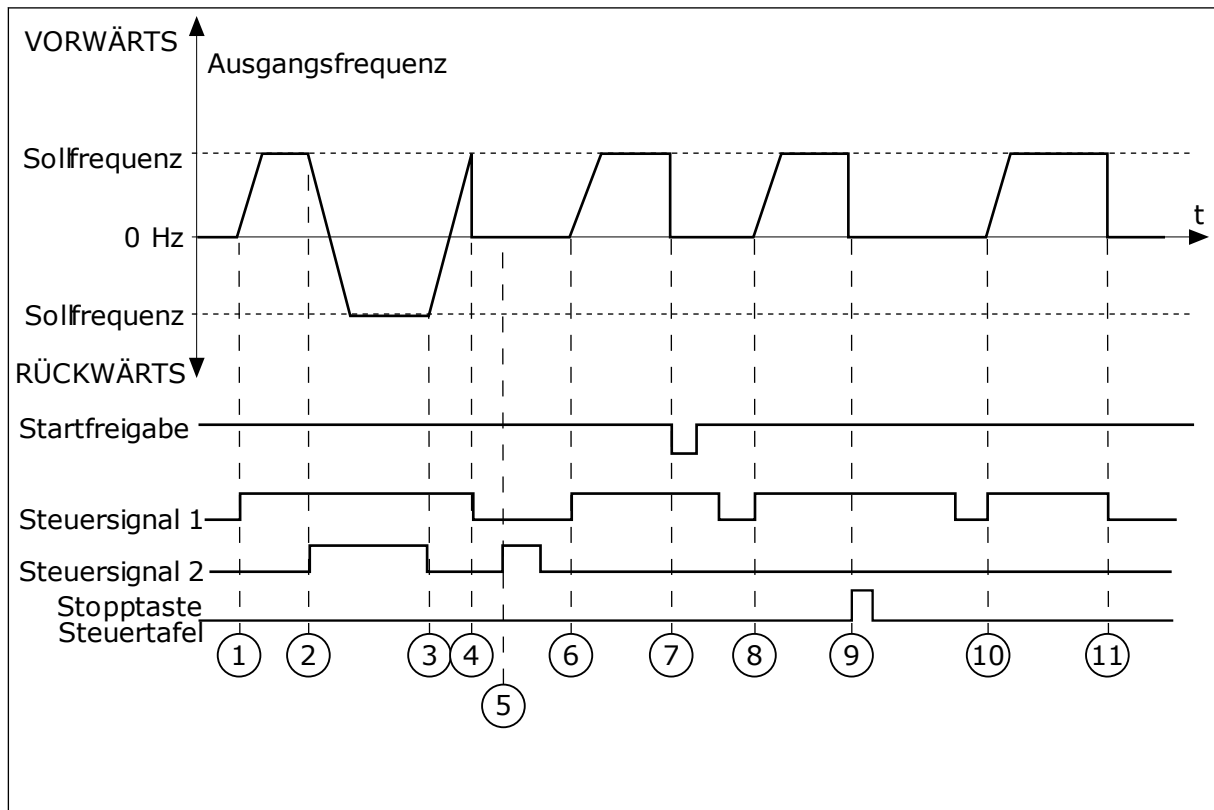 VORWÄRTS
Ausgangsfrequenz
Sollfrequenz
t
0 Hz
Sollfrequenz
RÜCKWÄRTS
Startfreigabe
Steuersignal 1
Steuersignal 2
Stopptaste
Steuertafel
1 2 3 4 6 7 8 9 10 11
5